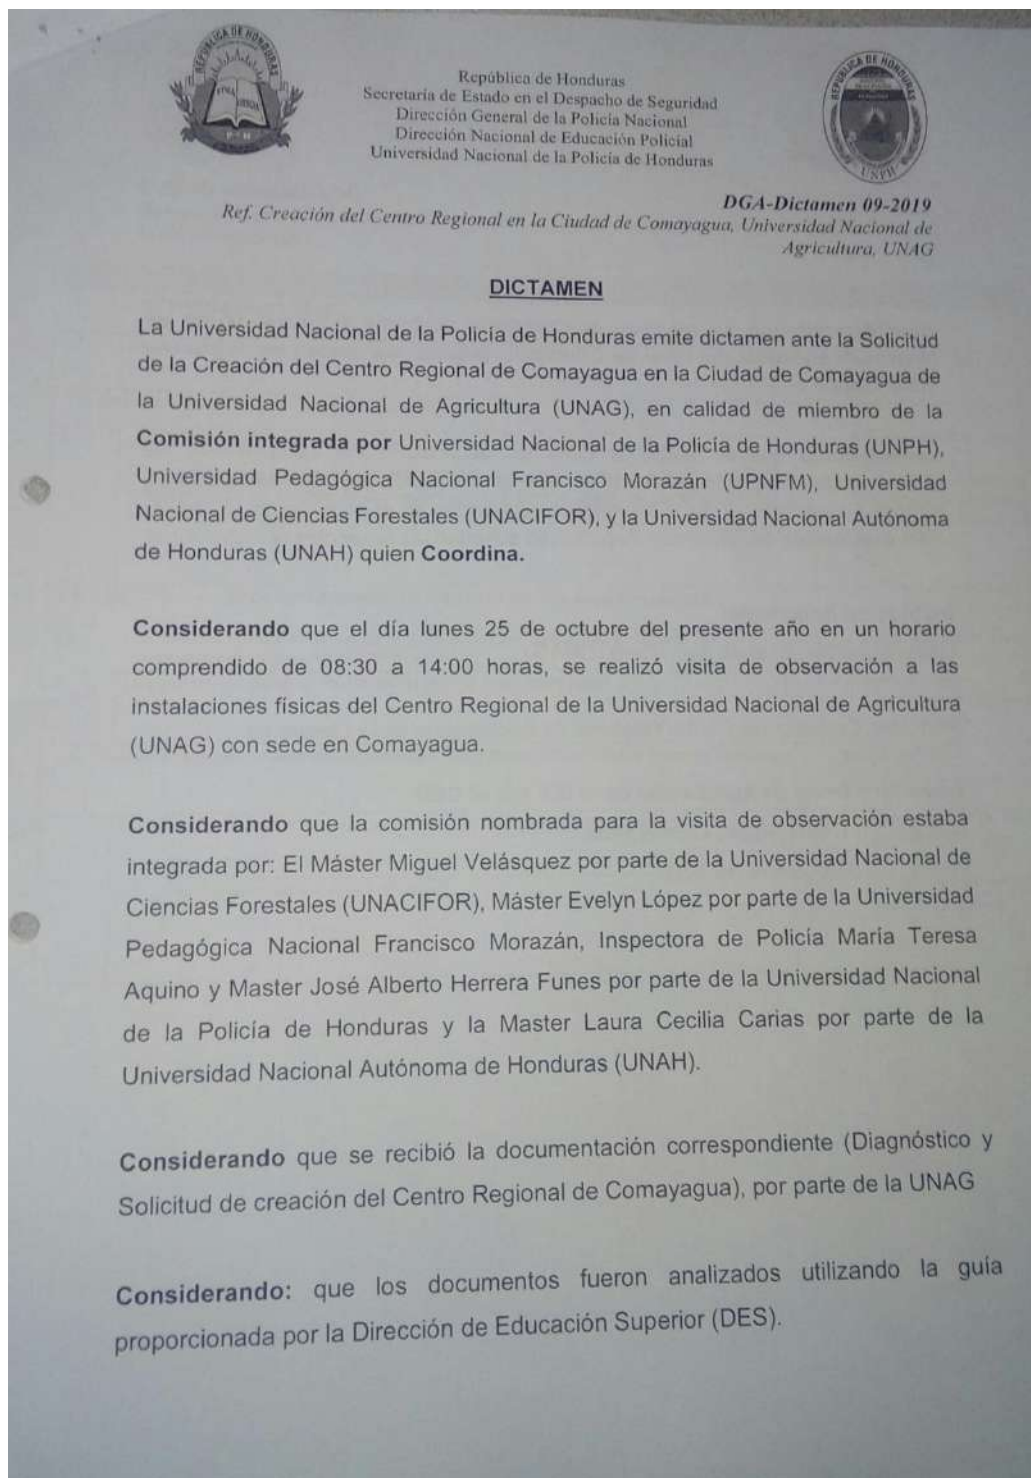 REPÚBLICA DE HONDURAS
REPÚBLICA DE HONDURAS
UNPH
República de Honduras
Secretaría de Estado en el Despacho de Seguridad
Dirección General de la Policía Nacional
Dirección Nacional de Educación Policial
Universidad Nacional de la Policía de Honduras
DGA-Dictamen 09-2019
Ref. Creación del Centro Regional en la Ciudad de Comayagua, Universidad Nacional de
Agricultura, UNAG
DICTAMEN
La Universidad Nacional de la Policía de Honduras emite dictamen ante la Solicitud
de la Creación del Centro Regional de Comayagua en la Ciudad de Comayagua de
la Universidad Nacional de Agricultura (UNAG), en calidad de miembro de la
Comisión integrada por Universidad Nacional de la Policía de Honduras (UNPH),
Universidad Pedagógica Nacional Francisco Morazán (UPNFM), Universidad
Nacional de Ciencias Forestales (UNACIFOR), y la Universidad Nacional Autónoma
de Honduras (UNAH) quien Coordina.
Considerando que el día lunes 25 de octubre del presente año en un horario
comprendido de 08:30 a 14:00 horas, se realizó visita de observación a las
instalaciones físicas del Centro Regional de la Universidad Nacional de Agricultura
(UNAG) con sede en Comayagua.
Considerando que la comisión nombrada para la visita de observación estaba
integrada por: El Máster Miguel Velásquez por parte de la Universidad Nacional de
Ciencias Forestales (UNACIFOR), Máster Evelyn López por parte de la Universidad
Pedagógica Nacional Francisco Morazán, Inspectora de Policía María Teresa
Aquino y Master José Alberto Herrera Funes por parte de la Universidad Nacional
de la Policía de Honduras y la Master Laura Cecilia Carias por parte de la
Universidad Nacional Autónoma de Honduras (UNAH).
Considerando que se recibió la documentación correspondiente (Diagnóstico y
Solicitud de creación del Centro Regional de Comayagua), por parte de la UNAG
Considerando: que los documentos fueron analizados utilizando la guía
proporcionada por la Dirección de Educación Superior (DES).